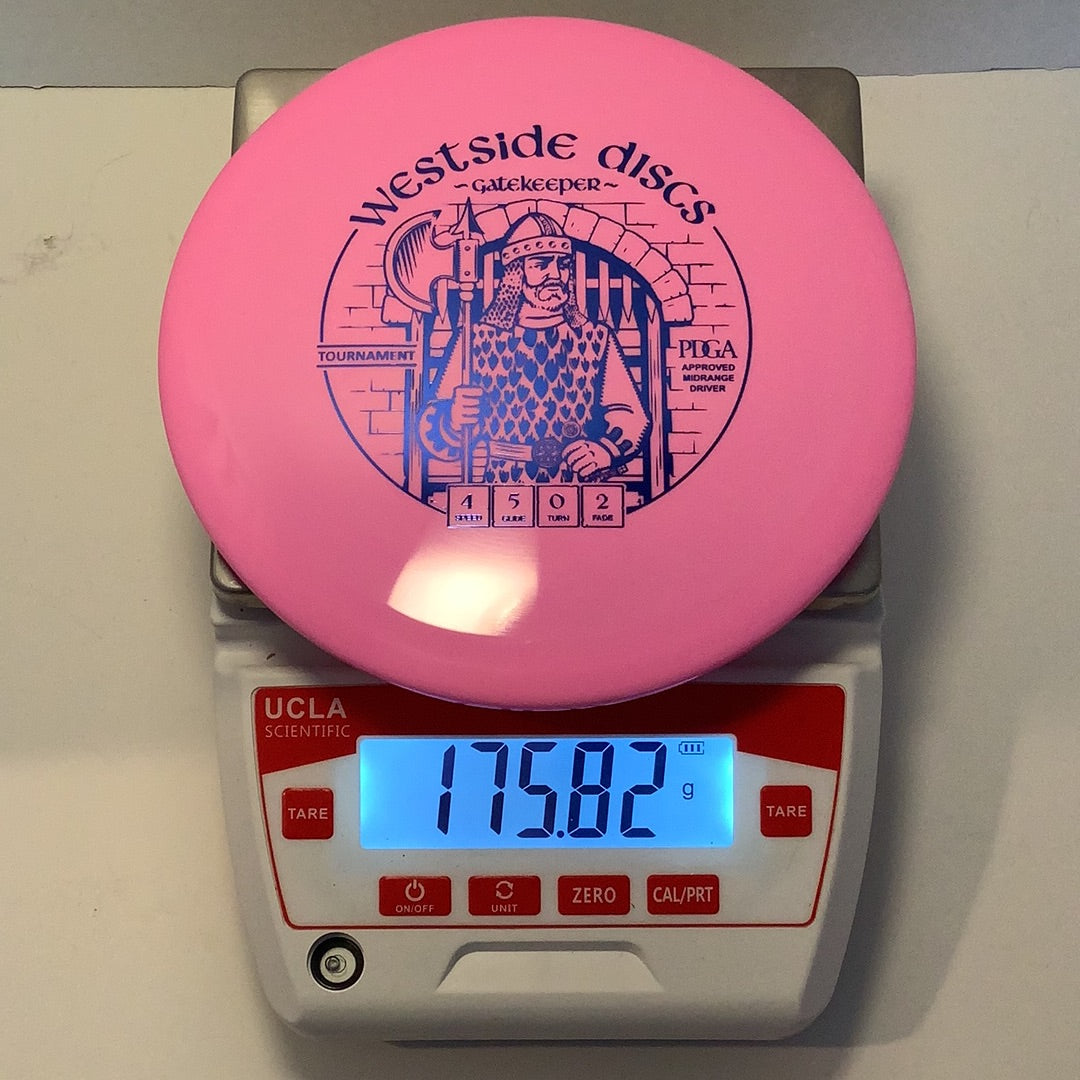 Westside Discs
~Gatekeeper~
TOURNAMENT
PDGA
APPROVED
MIDRANGE
DRIVER
4 5 0 2
SPEED GLIDE TURN FADE
UCLA
SCIENTIFIC
175.82 g
TARE
TARE
ON/OFF
UNIT
ZERO
CAL/PRT